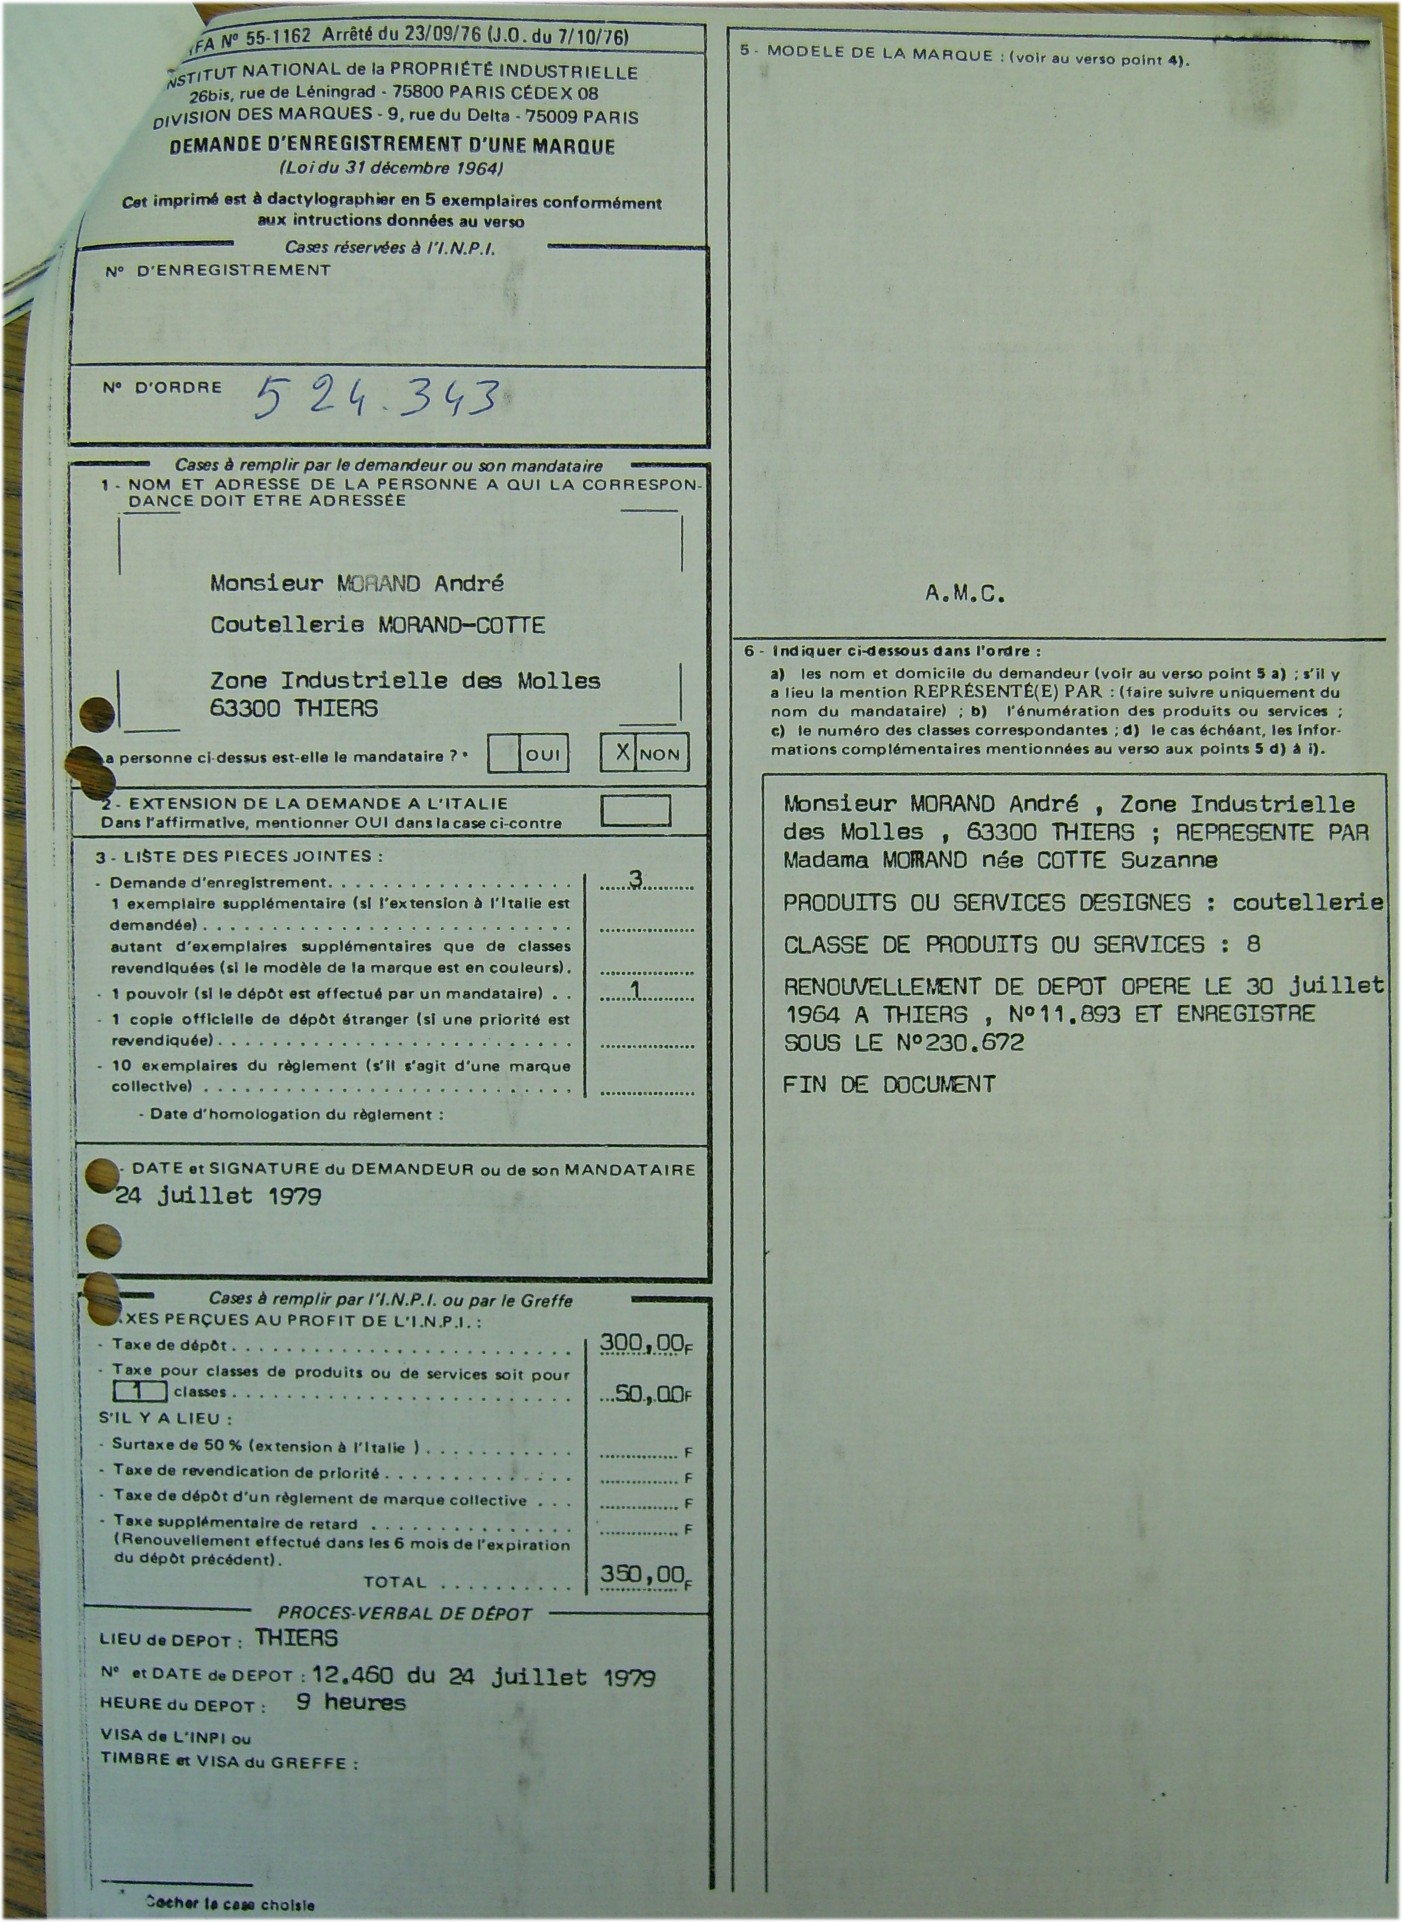 FA Nº 55-1162 Arrêté du 23/09/76 (J.O. du 7/10/76)
NSTITUT NATIONAL de la PROPRIÉTÉ INDUSTRIELLE
26bis, rue de Léningrad - 75800 PARIS CÉDEX 08
DIVISION DES MARQUES - 9, rue du Delta - 75009 PARIS
DEMANDE D'ENREGISTREMENT D'UNE MARQUE
(Loi du 31 décembre 1964)
Cet imprimé est à dactylographier en 5 exemplaires conformément
aux intructions données au verso
Cases réservées à l'I.N.P.I.
Nº D'ENREGISTREMENT
Nº D'ORDRE 524.343
Cases à remplir par le demandeur ou son mandataire
1 - NOM ET ADRESSE DE LA PERSONNE A QUI LA CORRESPON-
DANCE DOIT ETRE ADRESSÉE
Monsieur MORAND André
Coutellerie MORAND-COTTE
Zone Industrielle des Molles
63300 THIERS
a personne ci-dessus est-elle le mandataire ? * OUI X NON
2 - EXTENSION DE LA DEMANDE A L'ITALIE
Dans l'affirmative, mentionner OUI dans la case ci-contre
3 - LISTE DES PIECES JOINTES :
- Demande d'enregistrement. . . . . . . . . . . . . . . . . . 3
1 exemplaire supplémentaire (si l'extension à l'Italie est
demandée) . . . . . . . . . . . . . . . . . . . . . . . . . .
autant d'exemplaires supplémentaires que de classes
revendiquées (si le modèle de la marque est en couleurs).
- 1 pouvoir (si le dépôt est effectué par un mandataire) . . 1
- 1 copie officielle de dépôt étranger (si une priorité est
revendiquée) . . . . . . . . . . . . . . . . . . . . . . . . .
- 10 exemplaires du règlement (s'il s'agit d'une marque
collective) . . . . . . . . . . . . . . . . . . . . . . . . . .
- Date d'homologation du règlement :
- DATE et SIGNATURE du DEMANDEUR ou de son MANDATAIRE
24 juillet 1979
Cases à remplir par l'I.N.P.I. ou par le Greffe
AXES PERÇUES AU PROFIT DE L'I.N.P.I. :
- Taxe de dépôt . . . . . . . . . . . . . . . . . . . . . . . . 300,00F
- Taxe pour classes de produits ou de services soit pour
1 classes . . . . . . . . . . . . . . . . . . . . . . . . 50,00F
S'IL Y A LIEU :
- Surtaxe de 50 % (extension à l'Italie ) . . . . . . . . . . . F
- Taxe de revendication de priorité . . . . . . . . . . . . . . F
- Taxe de dépôt d'un règlement de marque collective . . . F
- Taxe supplémentaire de retard . . . . . . . . . . . . . . . F
(Renouvellement effectué dans les 6 mois de l'expiration
du dépôt précédent).
TOTAL . . . . . . . . . . 350,00F
PROCES-VERBAL DE DÉPOT
LIEU de DEPOT : THIERS
Nº et DATE de DEPOT : 12.460 du 24 juillet 1979
HEURE du DEPOT : 9 heures
VISA de L'INPI ou
TIMBRE et VISA du GREFFE :
* Cocher la case choisie
5 - MODELE DE LA MARQUE : (voir au verso point 4).
A.M.C.
6 - Indiquer ci-dessous dans l'ordre :
a) les nom et domicile du demandeur (voir au verso point 5 a) ; s'il y
a lieu la mention REPRÉSENTÉ(E) PAR : (faire suivre uniquement du
nom du mandataire) ; b) l'énumération des produits ou services ;
c) le numéro des classes correspondantes ; d) le cas échéant, les infor-
mations complémentaires mentionnées au verso aux points 5 d) à i).
Monsieur MORAND André , Zone Industrielle
des Molles , 63300 THIERS ; REPRESENTE PAR
Madama MORAND née COTTE Suzanne
PRODUITS OU SERVICES DESIGNES : coutellerie
CLASSE DE PRODUITS OU SERVICES : 8
RENOUVELLEMENT DE DEPOT OPERE LE 30 juillet
1964 A THIERS , Nº11.893 ET ENREGISTRE
SOUS LE Nº230.672
FIN DE DOCUMENT